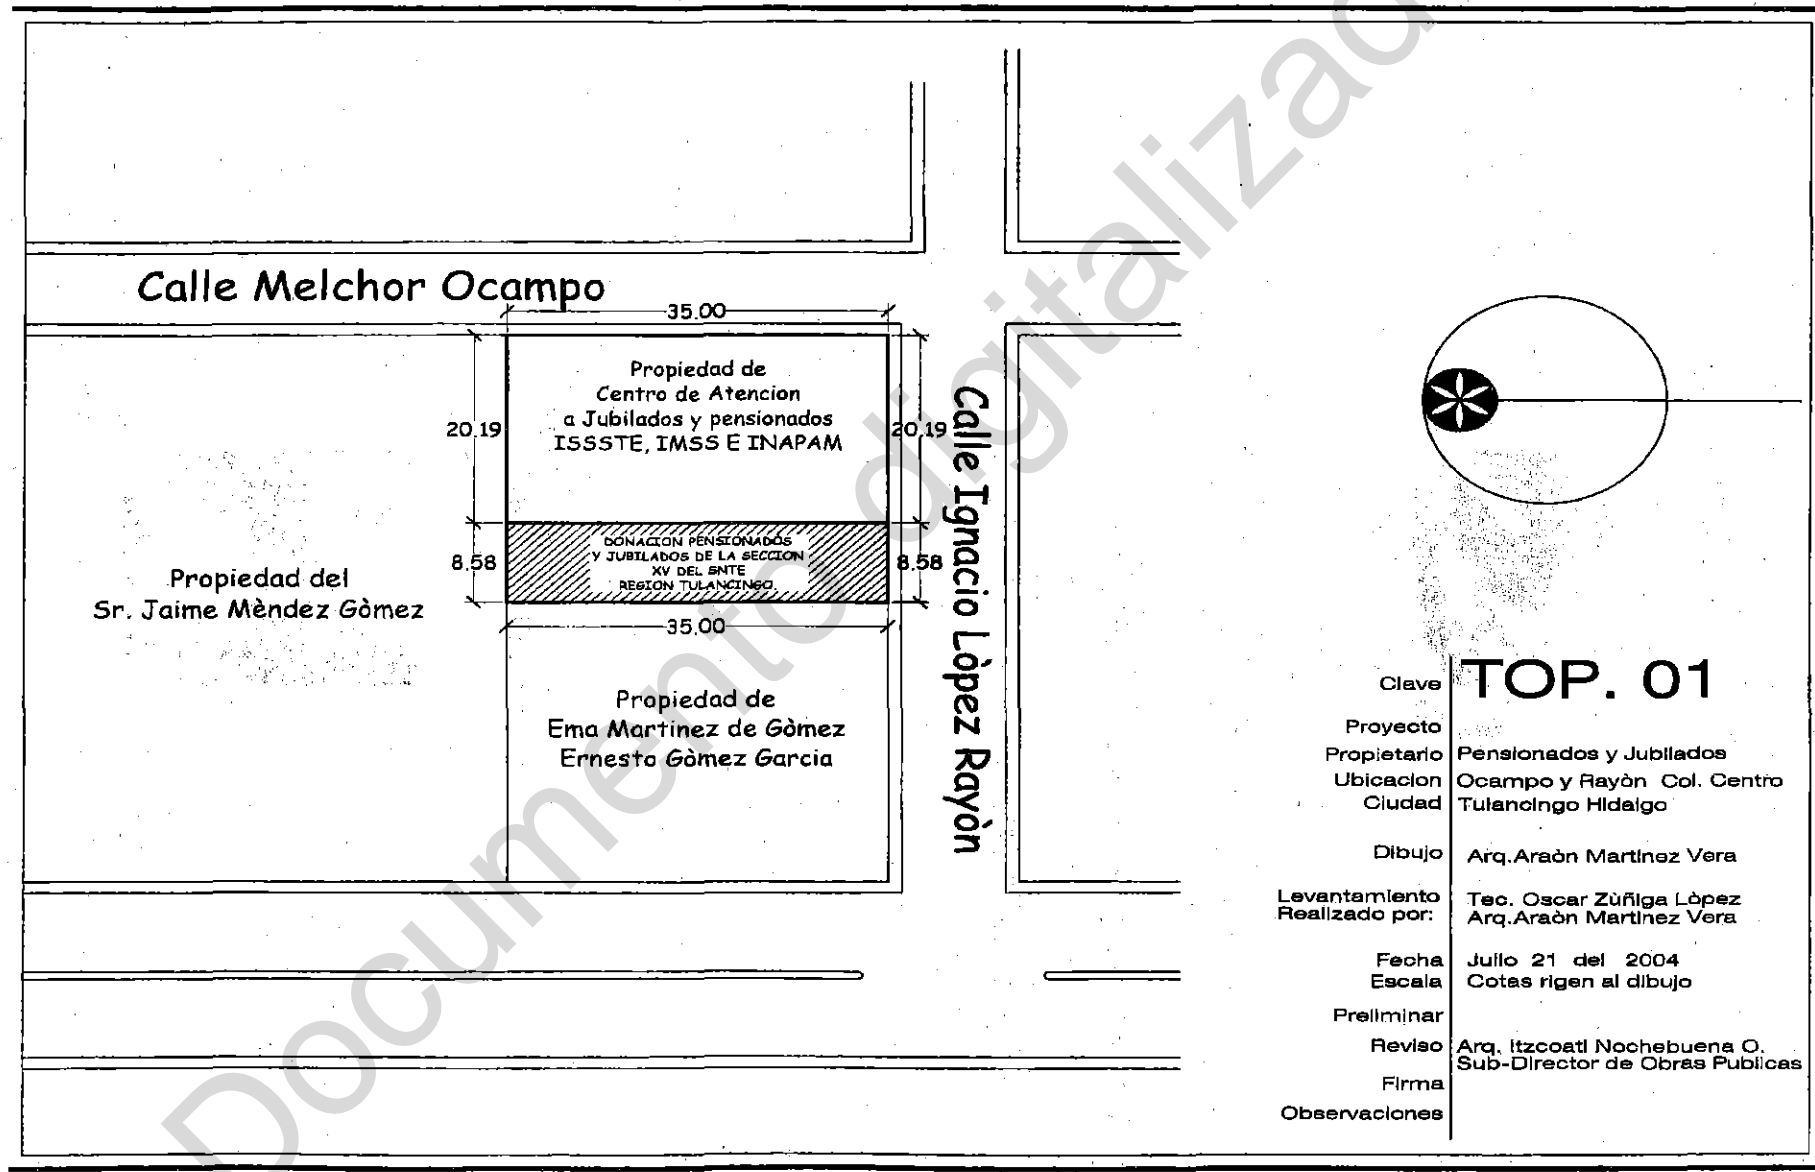 Calle Melchor Ocampo
35.00
Propiedad de
Centro de Atencion
a Jubilados y pensionados
ISSSTE, IMSS E INAPAM
20.19
20.19
DONACION PENSIONADOS
Y JUBILADOS DE LA SECCION
XV DEL SNTE
REGION TULANCINGO.
8.58
8.58
35.00
Propiedad del
Sr. Jaime Mèndez Gòmez
Propiedad de
Ema Martinez de Gòmez
Ernesto Gòmez Garcia
Calle Ignacio Lòpez Rayòn
Clave TOP. 01
Proyecto
Propietario Pensionados y Jubilados
Ubicacion Ocampo y Rayòn Col. Centro
Ciudad Tulancingo Hidalgo
Dibujo Arq.Araòn Martinez Vera
Levantamiento Tec. Oscar Zùñiga Lòpez
Realizado por: Arq.Araòn Martinez Vera
Fecha Julio 21 del 2004
Escala Cotas rigen al dibujo
Preliminar
Reviso Arq. Itzcoatl Nochebuena O.
Sub-Director de Obras Publicas
Firma
Observaciones
Documento digitalizad